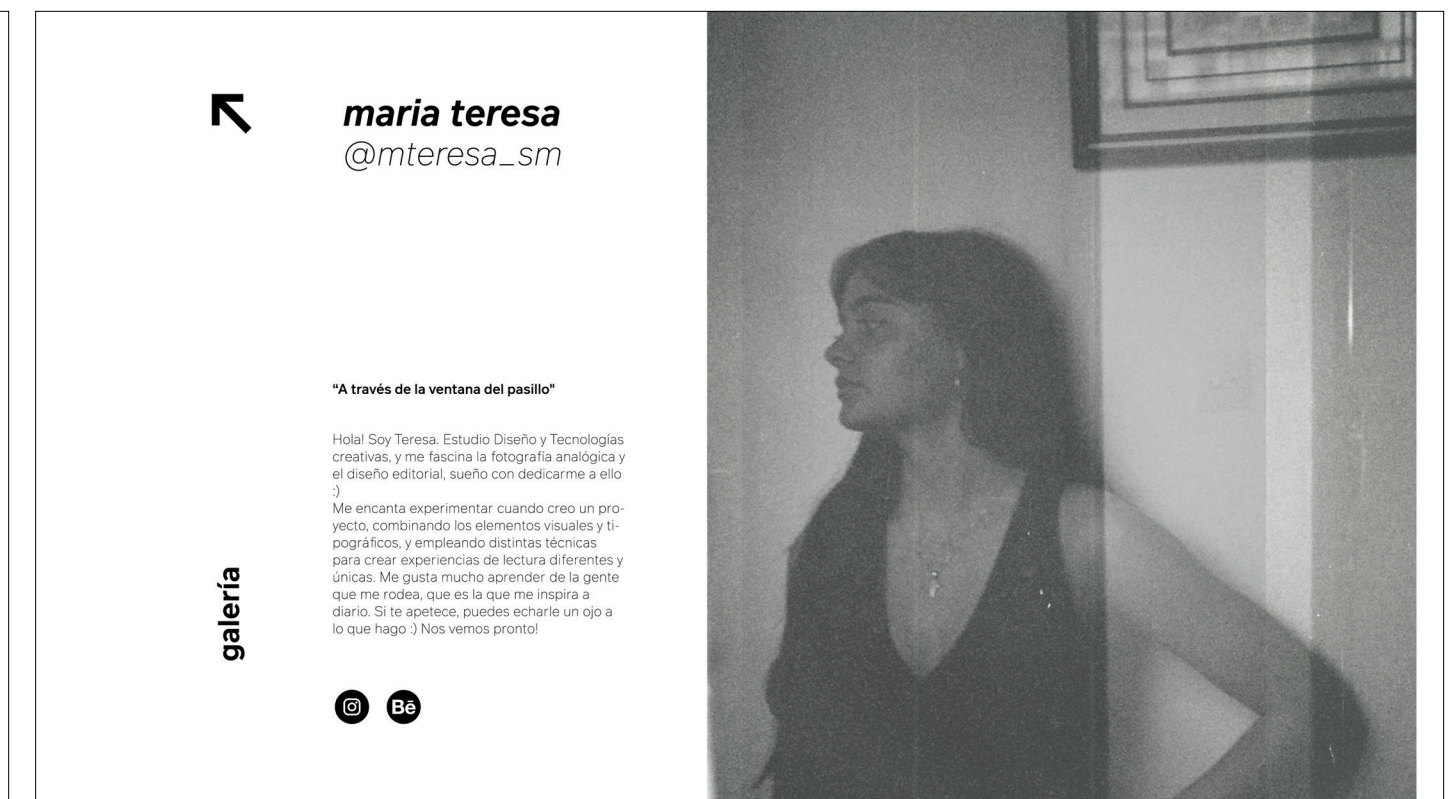 maria teresa
@mteresa_sm
“A través de la ventana del pasillo"
Hola! Soy Teresa. Estudio Diseño y Tecnologías
creativas, y me fascina la fotografía analógica y
el diseño editorial, sueño con dedicarme a ello
:)
Me encanta experimentar cuando creo un pro-
yecto, combinando los elementos visuales y ti-
pográficos, y empleando distintas técnicas
para crear experiencias de lectura diferentes y
únicas. Me gusta mucho aprender de la gente
que me rodea, que es la que me inspira a
diario. Si te apetece, puedes echarle un ojo a
lo que hago :) Nos vemos pronto!
galería
Bē